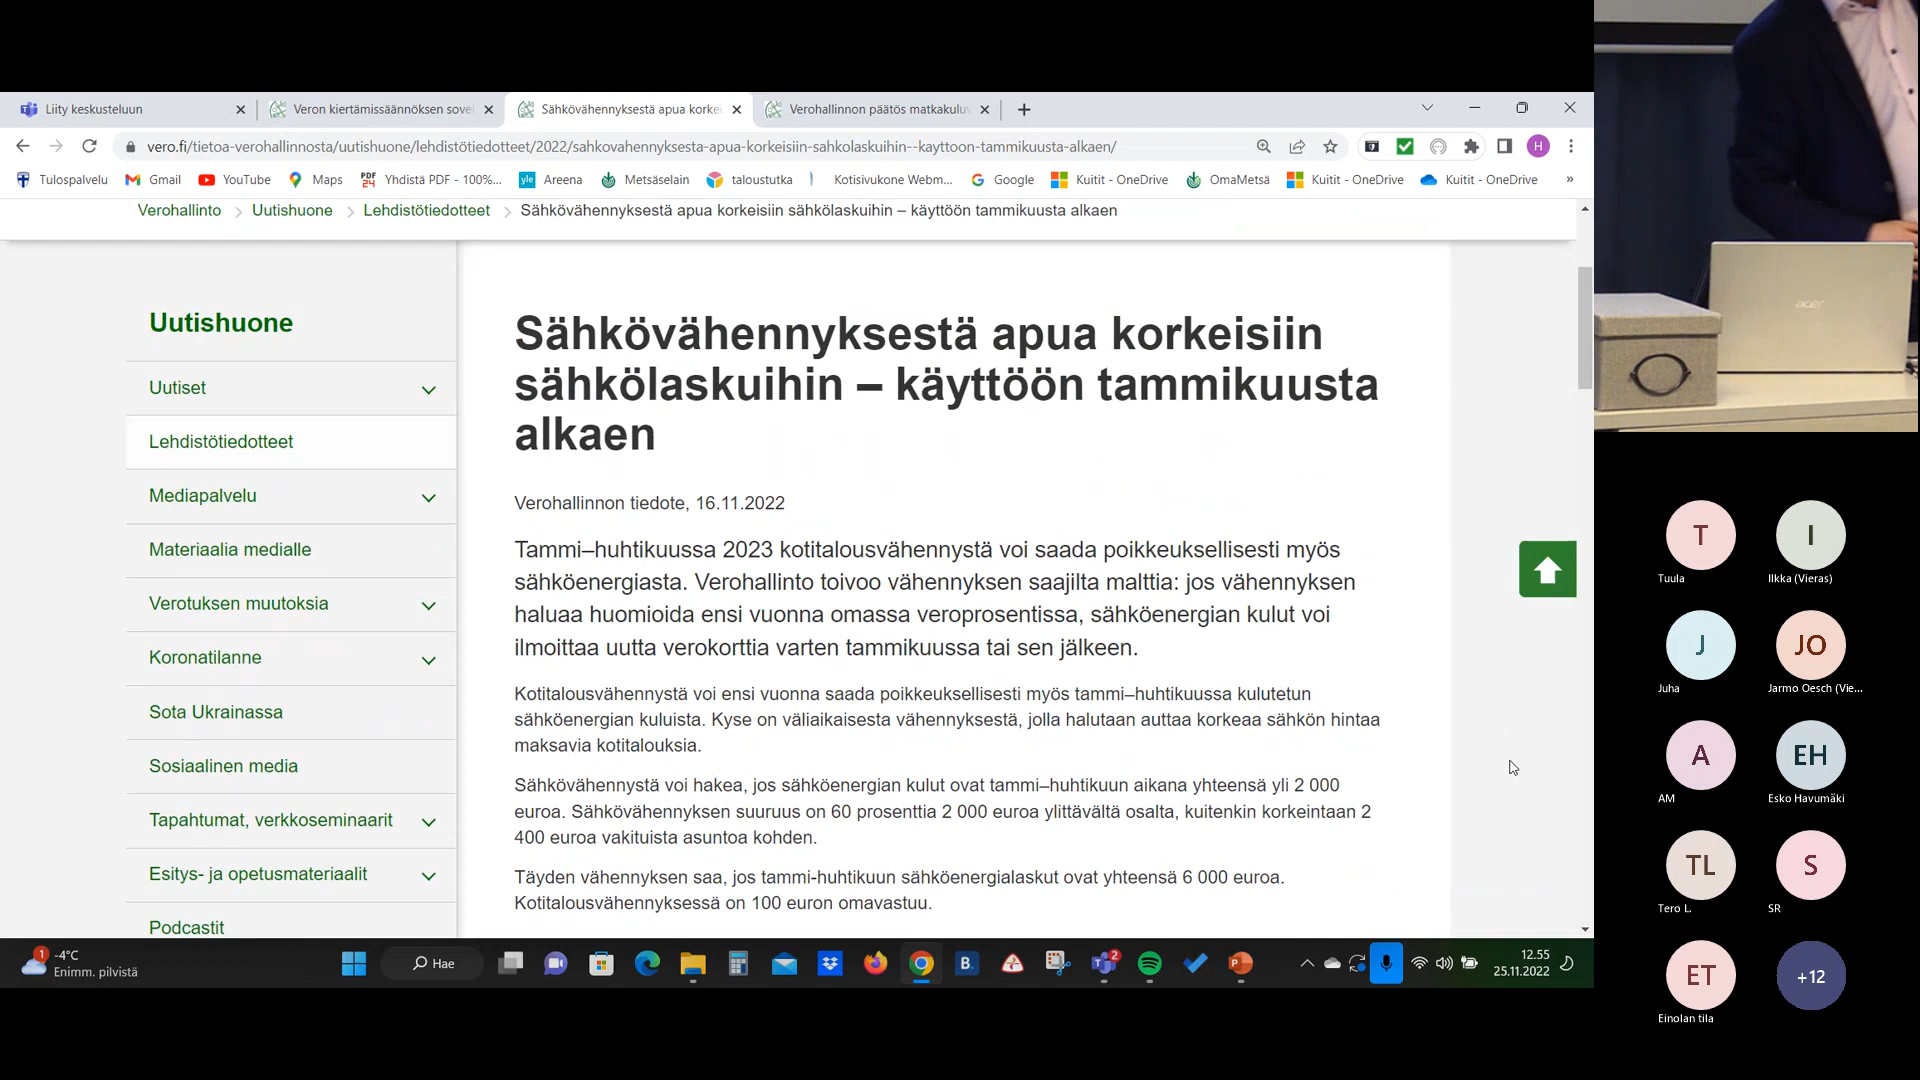 Liity keskusteluun
Veron kiertämissäännöksen sovel
Sähkövähennyksestä apua korkei
Verohallinnon päätös matkakuluv
vero.fi/tietoa-verohallinnosta/uutishuone/lehdistötiedotteet/2022/sahkovahennyksesta-apua-korkeisiin-sahkolaskuihin--kayttoon-tammikuusta-alkaen/
H
Tulospalvelu
Gmail
YouTube
Maps
PDF 24
Yhdistä PDF - 100%...
yle
Areena
Metsäselain
taloustutka
Kotisivukone Webm...
Google
Kuitit - OneDrive
OmaMetsä
Kuitit - OneDrive
Kuitit - OneDrive
»
Verohallinto
Uutishuone
Lehdistötiedotteet
Sähkövähennyksestä apua korkeisiin sähkölaskuihin – käyttöön tammikuusta alkaen
Uutishuone
Uutiset
Lehdistötiedotteet
Mediapalvelu
Materiaalia medialle
Verotuksen muutoksia
Koronatilanne
Sota Ukrainassa
Sosiaalinen media
Tapahtumat, verkkoseminaarit
Esitys- ja opetusmateriaalit
Podcastit
Sähkövähennyksestä apua korkeisiin
sähkölaskuihin – käyttöön tammikuusta
alkaen
Verohallinnon tiedote, 16.11.2022
Tammi–huhtikuussa 2023 kotitalousvähennystä voi saada poikkeuksellisesti myös
sähköenergiasta. Verohallinto toivoo vähennyksen saajilta malttia: jos vähennyksen
haluaa huomioida ensi vuonna omassa veroprosentissa, sähköenergian kulut voi
ilmoittaa uutta verokorttia varten tammikuussa tai sen jälkeen.
Kotitalousvähennystä voi ensi vuonna saada poikkeuksellisesti myös tammi–huhtikuussa kulutetun
sähköenergian kuluista. Kyse on väliaikaisesta vähennyksestä, jolla halutaan auttaa korkeaa sähkön hintaa
maksavia kotitalouksia.
Sähkövähennystä voi hakea, jos sähköenergian kulut ovat tammi–huhtikuun aikana yhteensä yli 2 000
euroa. Sähkövähennyksen suuruus on 60 prosenttia 2 000 euroa ylittävältä osalta, kuitenkin korkeintaan 2
400 euroa vakituista asuntoa kohden.
Täyden vähennyksen saa, jos tammi-huhtikuun sähköenergialaskut ovat yhteensä 6 000 euroa.
Kotitalousvähennyksessä on 100 euron omavastuu.
1
-4°C
Enimm. pilvistä
Hae
B.
2
12.55
25.11.2022
acer
T
Tuula
I
Ilkka (Vieras)
J
Juha
JO
Jarmo Oesch (Vie...
A
AM
EH
Esko Havumäki
TL
Tero L.
S
SR
ET
Einolan tila
+12